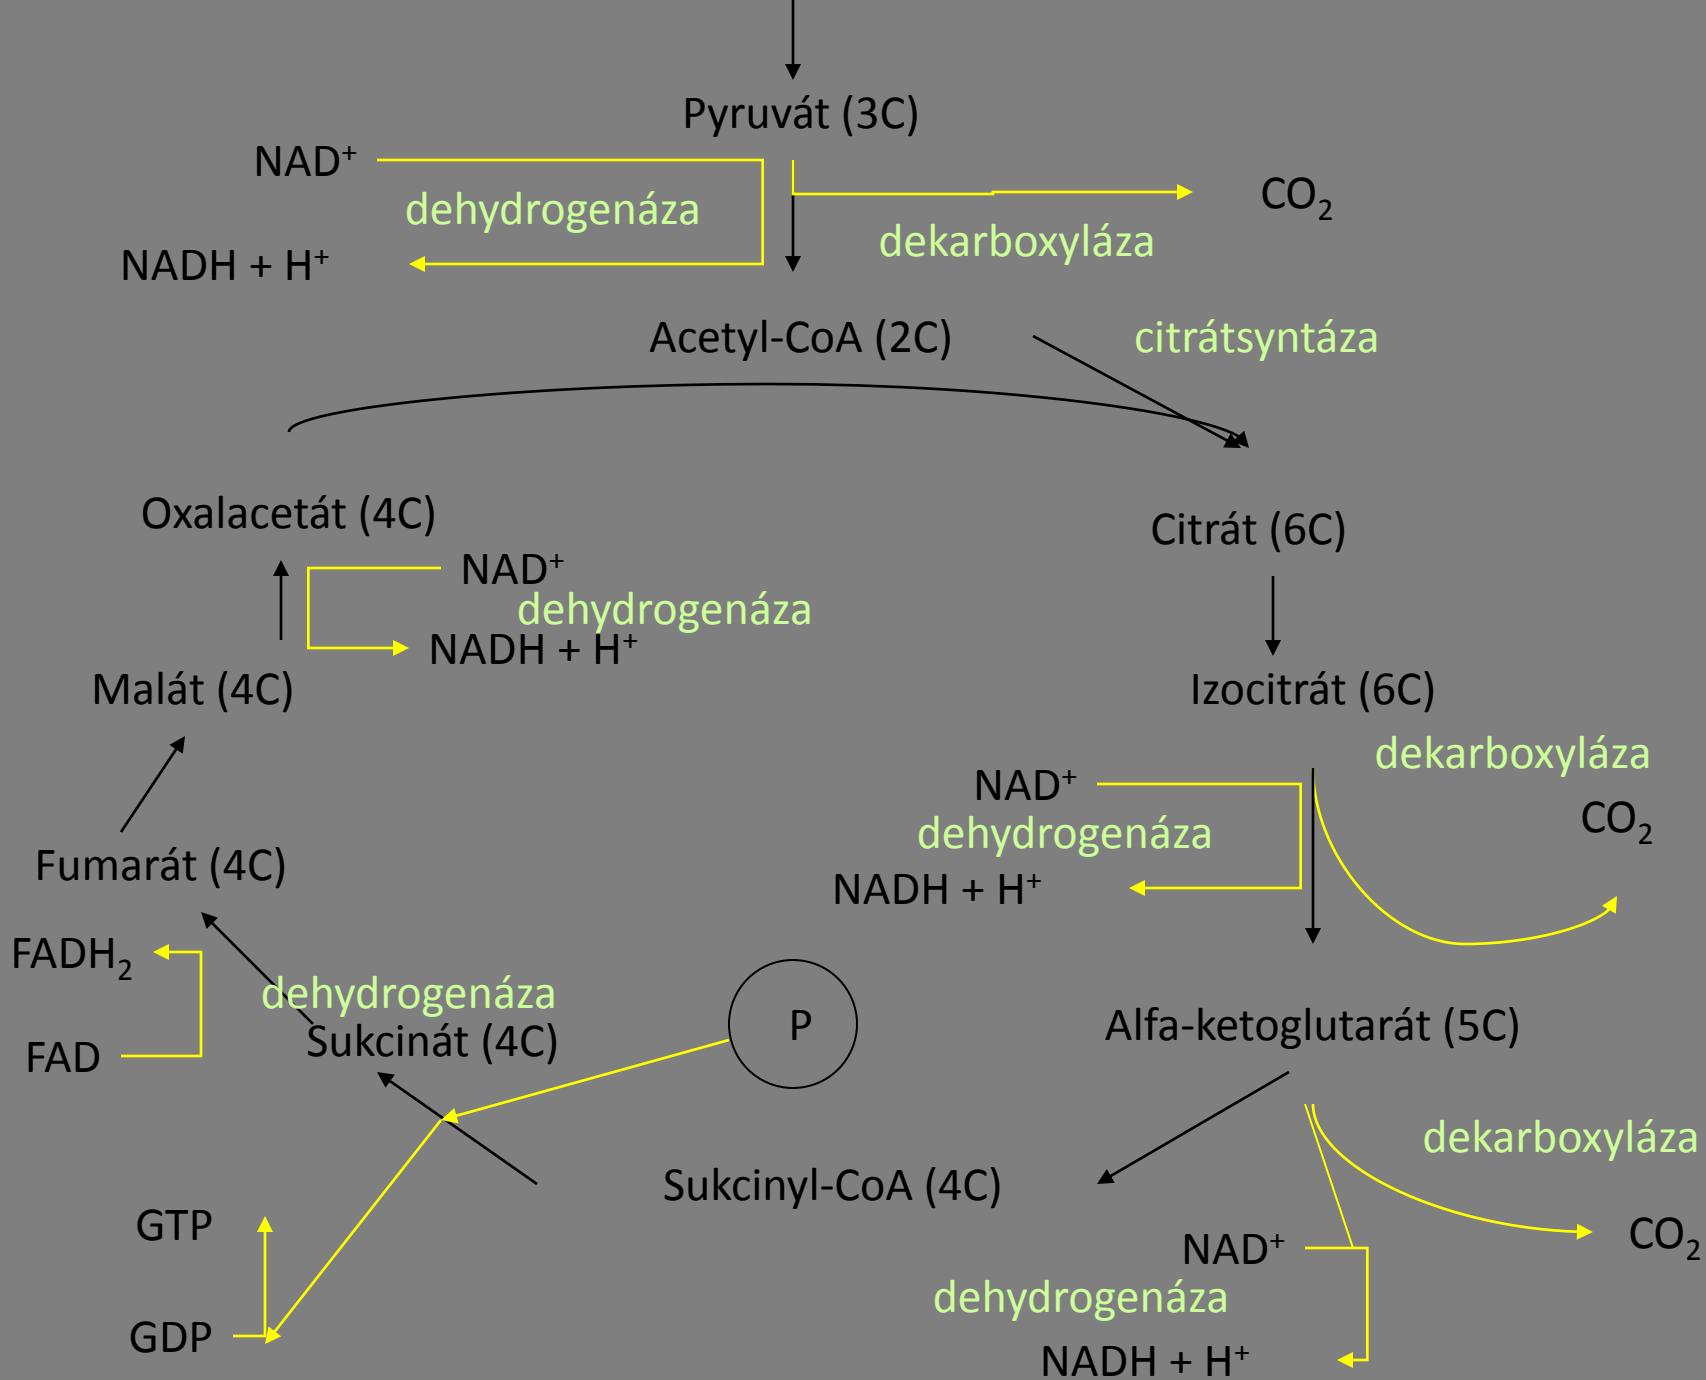 Pyruvát (3C)
NAD⁺
CO₂
dehydrogenáza
dekarboxyláza
NADH + H⁺
Acetyl-CoA (2C)
citrátsyntáza
Oxalacetát (4C)
Citrát (6C)
NAD⁺
dehydrogenáza
NADH + H⁺
Malát (4C)
Izocitrát (6C)
dekarboxyláza
NAD⁺
CO₂
dehydrogenáza
Fumarát (4C)
NADH + H⁺
FADH₂
dehydrogenáza
P
Alfa-ketoglutarát (5C)
Sukcinát (4C)
FAD
dekarboxyláza
Sukcinyl-CoA (4C)
GTP
NAD⁺
CO₂
dehydrogenáza
GDP
NADH + H⁺